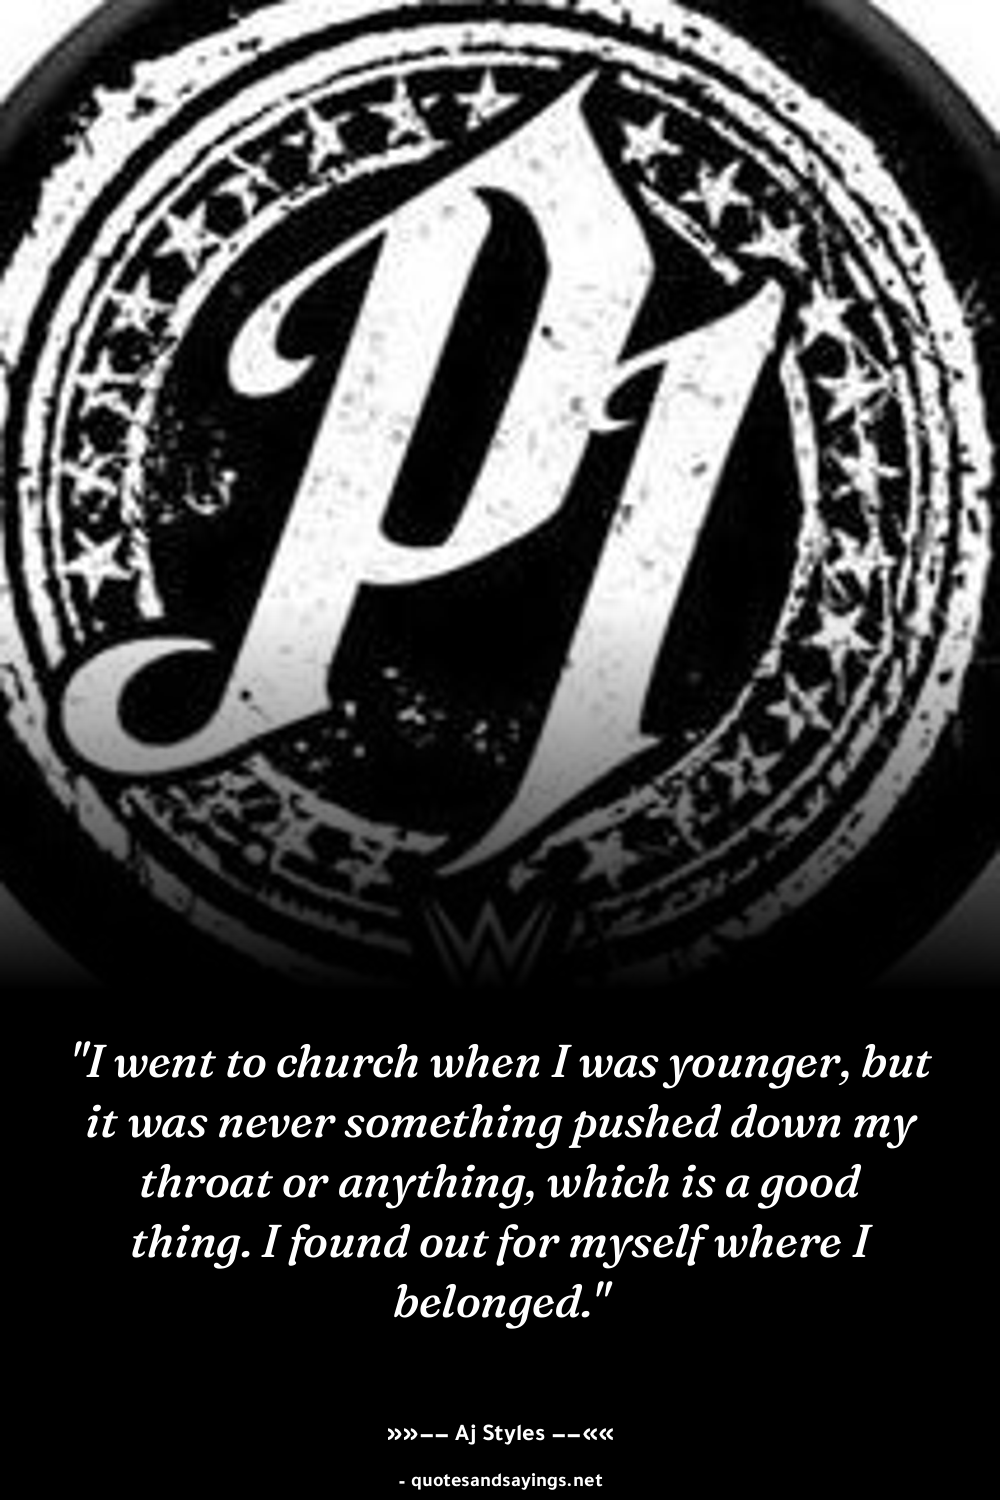 P1
W
"I went to church when I was younger, but
it was never something pushed down my
throat or anything, which is a good
thing. I found out for myself where I
belonged."
»»–– Aj Styles ––««
- quotesandsayings.net